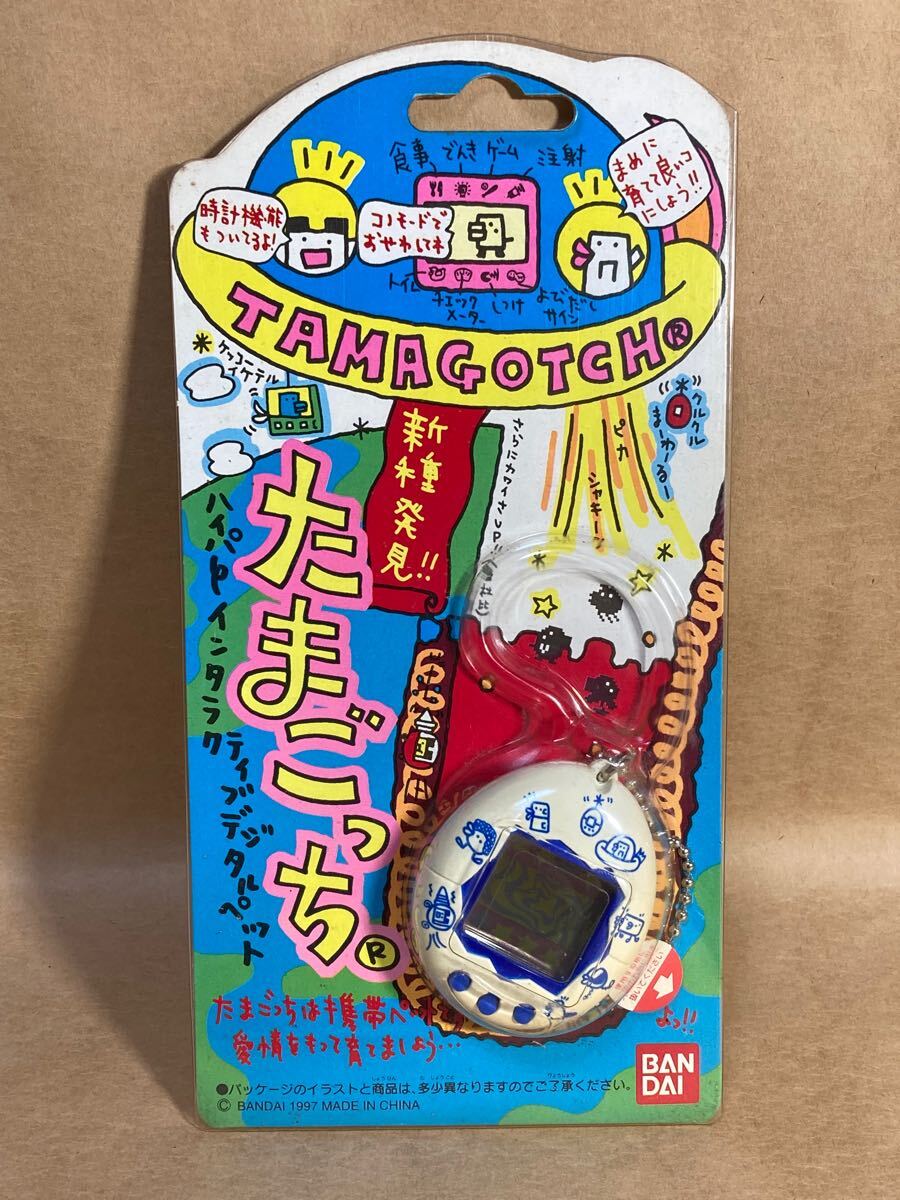 食事 でんき ゲーム 注射
時計機能
もついてるよ!
コノモードで
おせわしてネ
まめに
育てて良いコ
にしよう!!
トイレ
チェック
メーター
しつけ
よびだし
サイン
TAMAGOTCH®
ケッコー
イケテル
新種発見!!
さらにカワイさUP!!
ピカ
シャキーン
クルクル
まーわーるー
たまごっち®
ハイパーインタラクティブデジタルペット
たまごっちは携帯ペットです
愛情をもって育てましょう・・・
よっ!!
BAN
DAI
●パッケージのイラストと商品は、多少異なりますのでご了承ください。
© BANDAI 1997 MADE IN CHINA